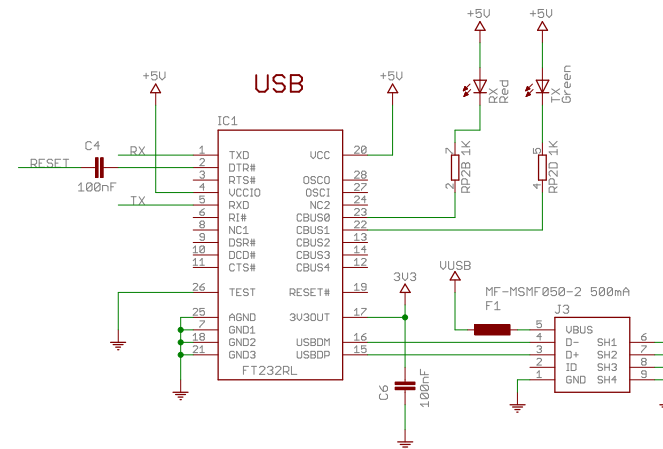 +5V
+5V
+5V
USB
+5V
RX
Red
TX
Green
IC1
C4
RX
RESET
100nF
TX
1 TXD VCC 20
2 DTR#
3 RTS# OSCO 28
4 VCCIO OSCI 27
5 RXD NC2 24
6 RI# CBUS0 23
8 NC1 CBUS1 22
9 DSR# CBUS2 13
10 DCD# CBUS3 14
11 CTS# CBUS4 12
26 TEST RESET# 19
25 AGND 3V3OUT 17
7 GND1
18 GND2 USBDM 16
21 GND3 USBDP 15
FT232RL
7
2
RP2B 1K
5
4
RP2D 1K
3V3
VUSB
MF-MSMF050-2 500mA
F1
J3
5 VBUS
4 D- SH1 6
3 D+ SH2 7
2 ID SH3 8
1 GND SH4 9
C6
100nF